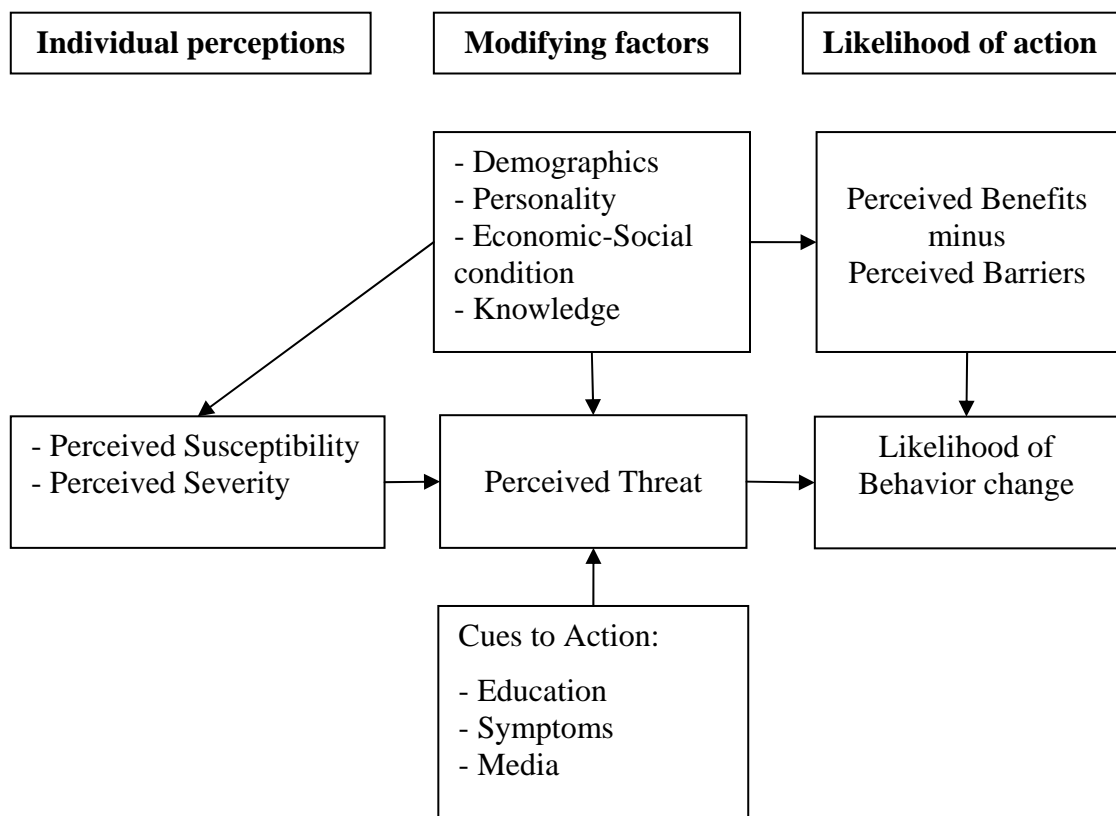 Individual perceptions
Modifying factors
Likelihood of action
- Demographics
- Personality
- Economic-Social
condition
- Knowledge
Perceived Benefits
minus
Perceived Barriers
- Perceived Susceptibility
- Perceived Severity
Perceived Threat
Likelihood of
Behavior change
Cues to Action:
- Education
- Symptoms
- Media